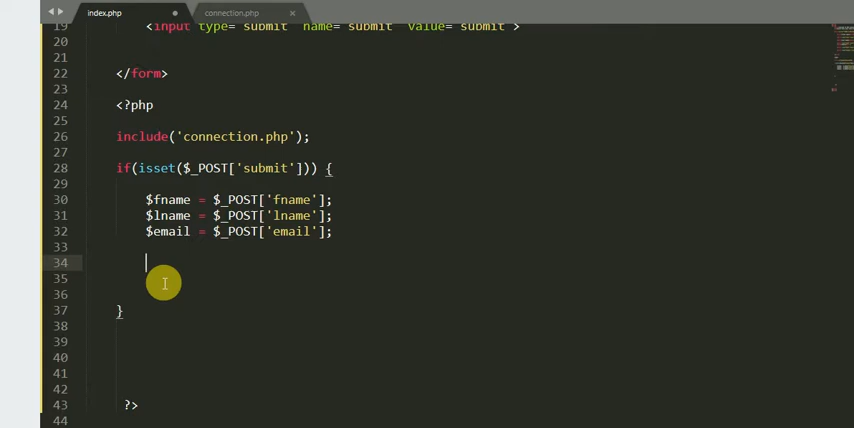 index.php
connection.php
19 <input type="submit" name="submit" value="submit">
20
21
22 </form>
23
24 <?php
25
26 include('connection.php');
27
28 if(isset($_POST['submit'])) {
29
30 $fname = $_POST['fname'];
31 $lname = $_POST['lname'];
32 $email = $_POST['email'];
33
34
35
36
37 }
38
39
40
41
42
43 ?>
44